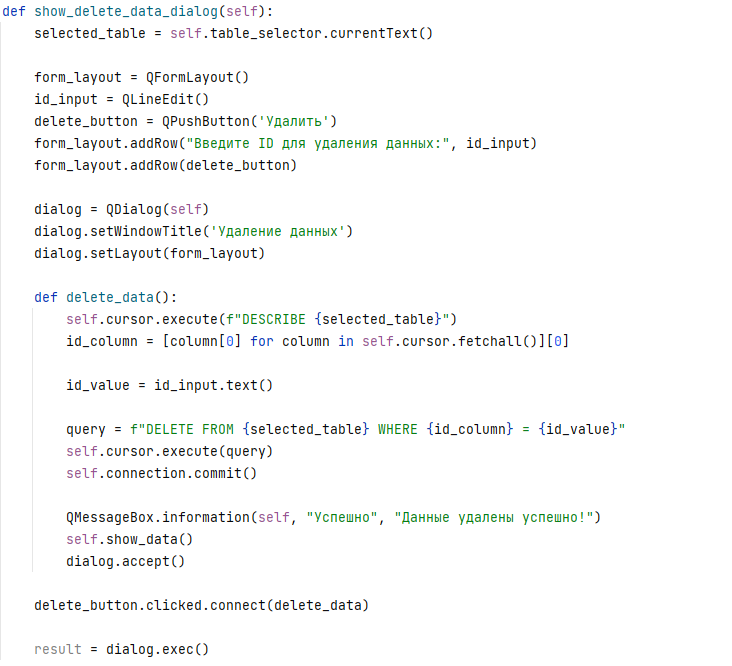 def show_delete_data_dialog(self):
    selected_table = self.table_selector.currentText()

    form_layout = QFormLayout()
    id_input = QLineEdit()
    delete_button = QPushButton('Удалить')
    form_layout.addRow("Введите ID для удаления данных:", id_input)
    form_layout.addRow(delete_button)

    dialog = QDialog(self)
    dialog.setWindowTitle('Удаление данных')
    dialog.setLayout(form_layout)

    def delete_data():
        self.cursor.execute(f"DESCRIBE {selected_table}")
        id_column = [column[0] for column in self.cursor.fetchall()][0]

        id_value = id_input.text()

        query = f"DELETE FROM {selected_table} WHERE {id_column} = {id_value}"
        self.cursor.execute(query)
        self.connection.commit()

        QMessageBox.information(self, "Успешно", "Данные удалены успешно!")
        self.show_data()
        dialog.accept()

    delete_button.clicked.connect(delete_data)

    result = dialog.exec()